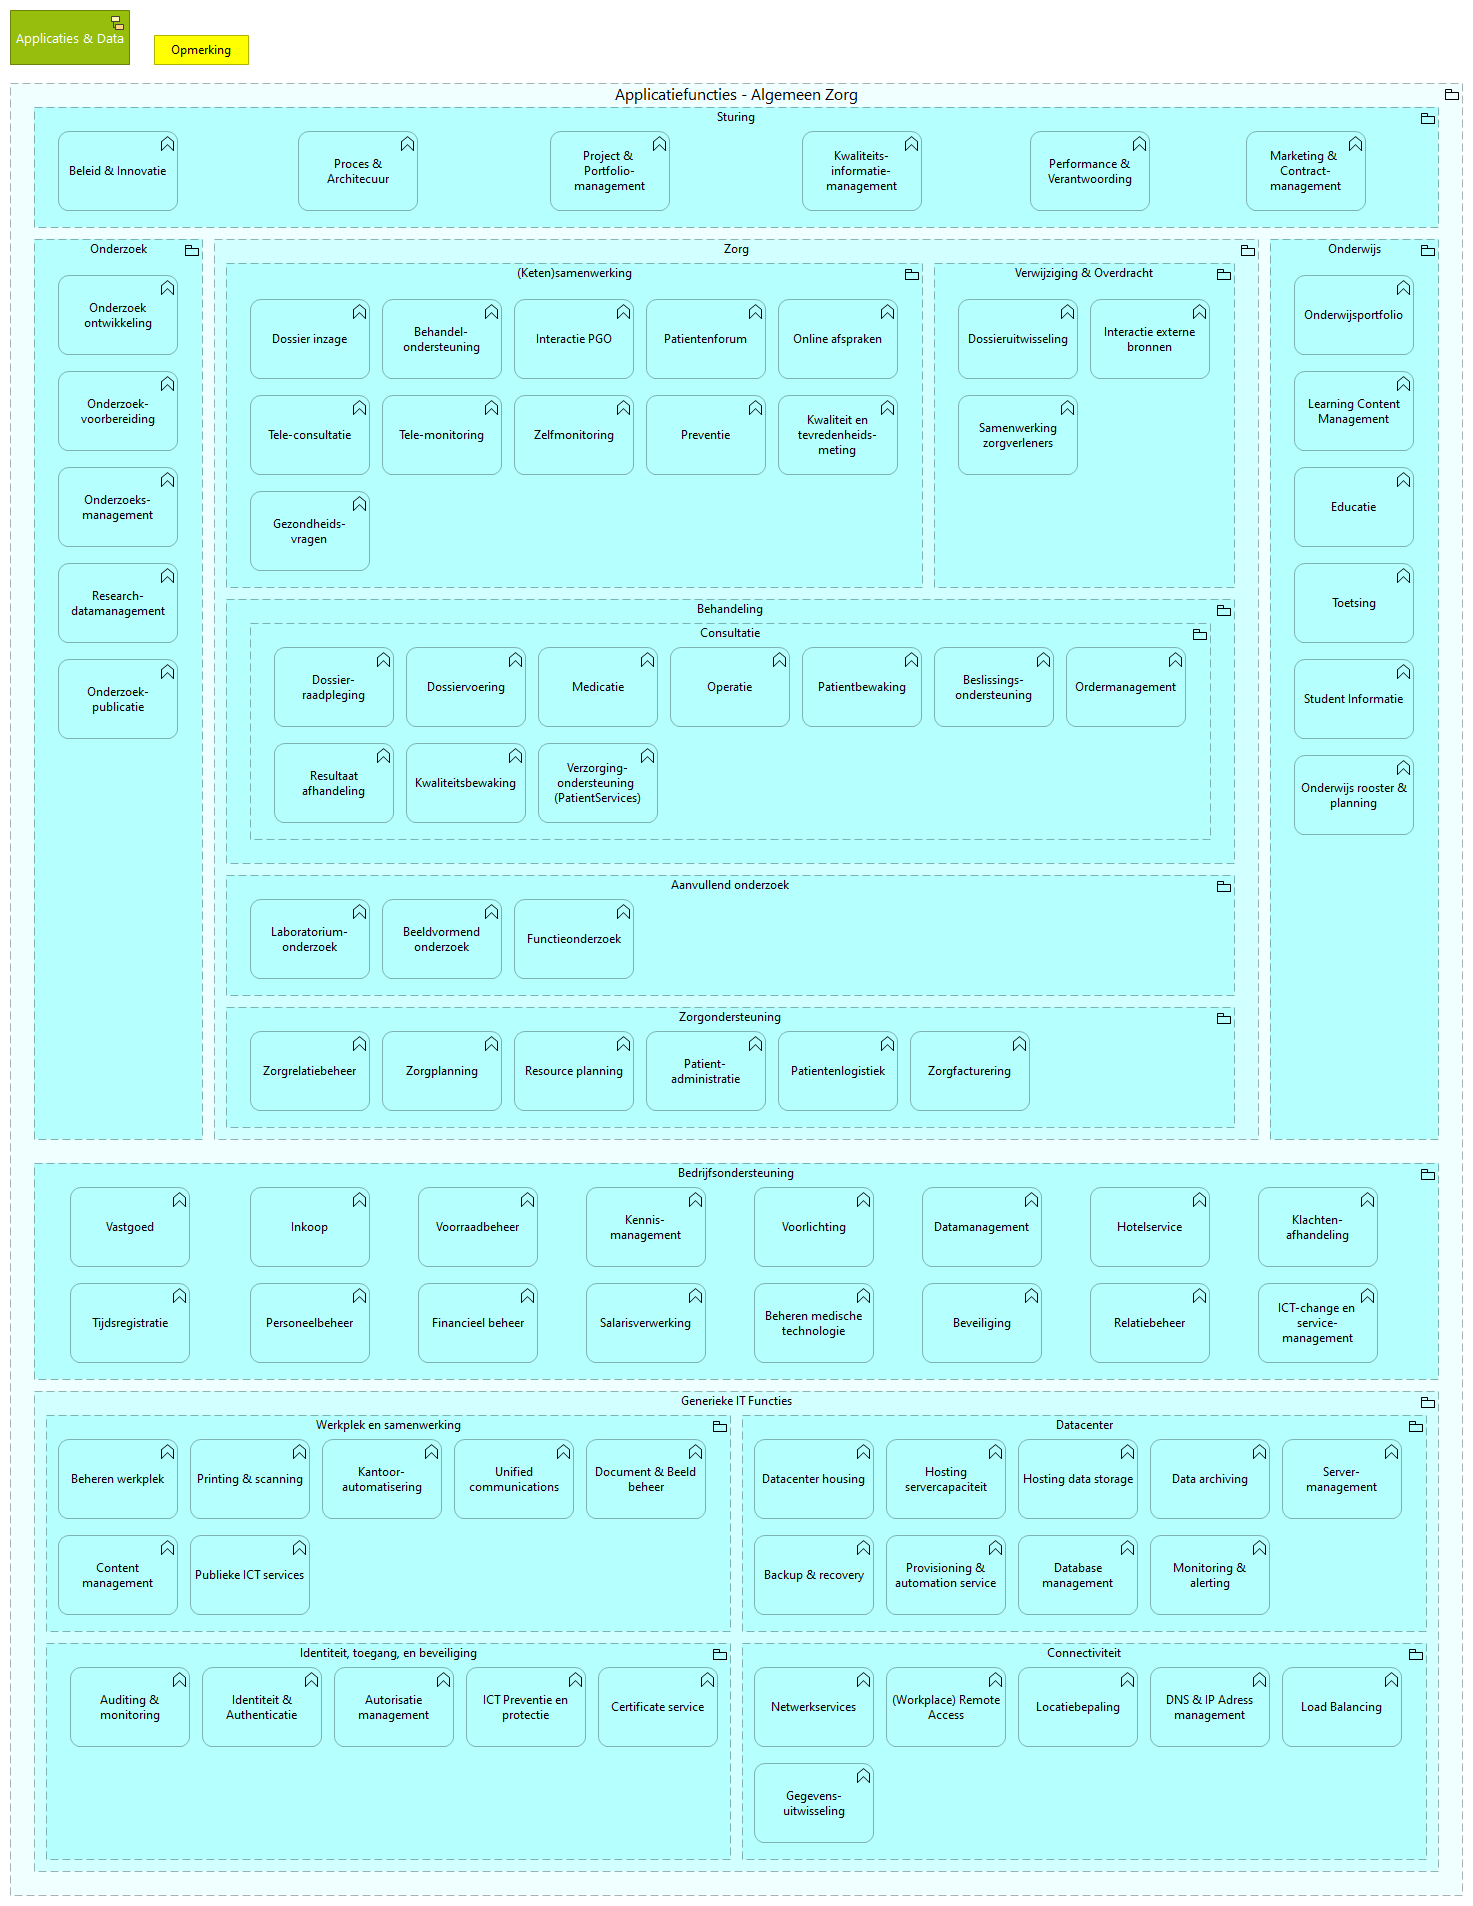 Applicaties & Data
Opmerking
Applicatiefuncties - Algemeen Zorg
Sturing
Beleid & Innovatie
Proces &
Architecuur
Project &
Portfolio-
management
Kwaliteits-
informatie-
management
Performance &
Verantwoording
Marketing &
Contract-
management
Onderzoek
Onderzoek
ontwikkeling
Onderzoek-
voorbereiding
Onderzoeks-
management
Research-
datamanagement
Onderzoek-
publicatie
Zorg
(Keten)samenwerking
Dossier inzage
Behandel-
ondersteuning
Interactie PGO
Patientenforum
Online afspraken
Tele-consultatie
Tele-monitoring
Zelfmonitoring
Preventie
Kwaliteit en
tevredenheids-
meting
Gezondheids-
vragen
Verwijziging & Overdracht
Dossieruitwisseling
Interactie externe
bronnen
Samenwerking
zorgverleners
Behandeling
Consultatie
Dossier-
raadpleging
Dossiervoering
Medicatie
Operatie
Patientbewaking
Beslissings-
ondersteuning
Ordermanagement
Resultaat
afhandeling
Kwaliteitsbewaking
Verzorging-
ondersteuning
(PatientServices)
Aanvullend onderzoek
Laboratorium-
onderzoek
Beeldvormend
onderzoek
Functieonderzoek
Zorgondersteuning
Zorgrelatiebeheer
Zorgplanning
Resource planning
Patient-
administratie
Patientenlogistiek
Zorgfacturering
Onderwijs
Onderwijsportfolio
Learning Content
Management
Educatie
Toetsing
Student Informatie
Onderwijs rooster &
planning
Bedrijfsondersteuning
Vastgoed
Inkoop
Voorraadbeheer
Kennis-
management
Voorlichting
Datamanagement
Hotelservice
Klachten-
afhandeling
Tijdsregistratie
Personeelbeheer
Financieel beheer
Salarisverwerking
Beheren medische
technologie
Beveiliging
Relatiebeheer
ICT-change en
service-
management
Generieke IT Functies
Werkplek en samenwerking
Beheren werkplek
Printing & scanning
Kantoor-
automatisering
Unified
communications
Document & Beeld
beheer
Content
management
Publieke ICT services
Datacenter
Datacenter housing
Hosting
servercapaciteit
Hosting data storage
Data archiving
Server-
management
Backup & recovery
Provisioning &
automation service
Database
management
Monitoring &
alerting
Identiteit, toegang, en beveiliging
Auditing &
monitoring
Identiteit &
Authenticatie
Autorisatie
management
ICT Preventie en
protectie
Certificate service
Connectiviteit
Netwerkservices
(Workplace) Remote
Access
Locatiebepaling
DNS & IP Adress
management
Load Balancing
Gegevens-
uitwisseling